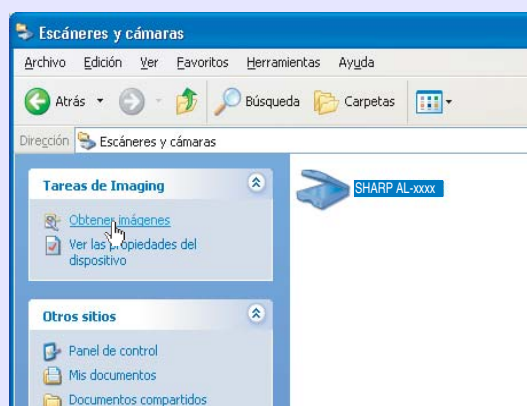 Escáneres y cámaras
Archivo Edición Ver Favoritos Herramientas Ayuda
Atrás Búsqueda Carpetas
Dirección Escáneres y cámaras
Tareas de Imaging
SHARP AL-xxxx
Obtener imágenes
Ver las propiedades del
dispositivo
Otros sitios
Panel de control
Mis documentos
Documentos compartidos